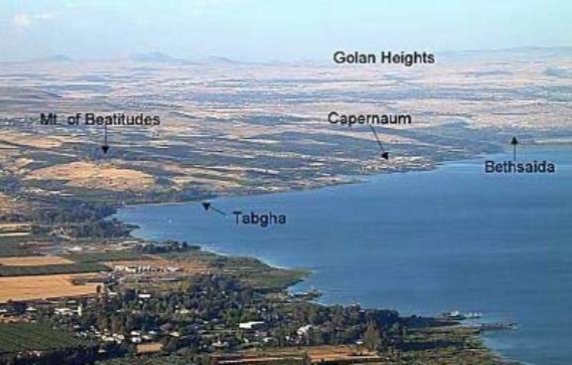 Golan Heights
Mt. of Beatitudes
Capernaum
Bethsaida
Tabgha